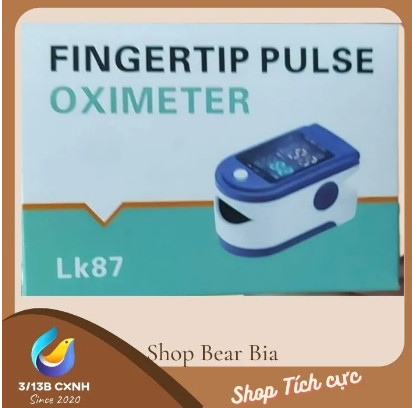 FINGERTIP PULSE
OXIMETER
Lk87
Shop Bear Bia
3/13B CXNH
Since 2020
Shop Tích cực